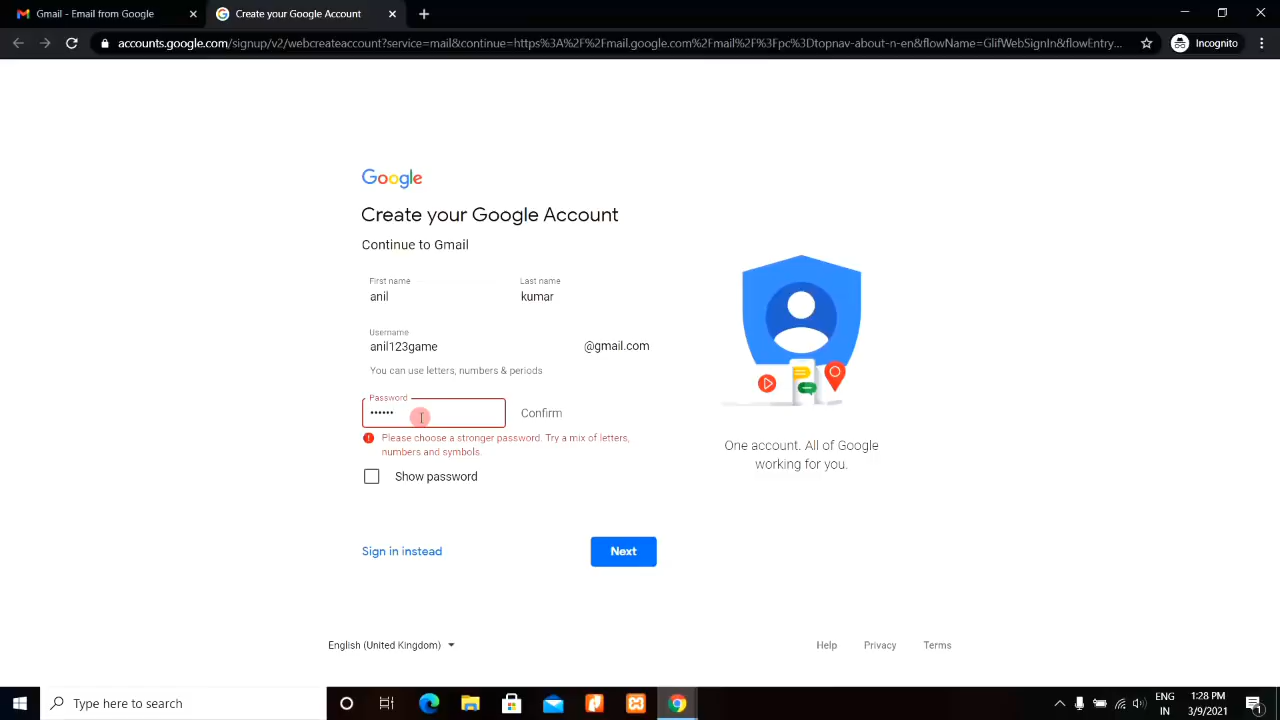 Gmail - Email from Google
Create your Google Account
accounts.google.com/signup/v2/webcreateaccount?service=mail&continue=https%3A%2F%2Fmail.google.com%2Fmail%2F%3Fpc%3Dtopnav-about-n-en&flowName=GlifWebSignIn&flowEntry...
Incognito
Google
Create your Google Account
Continue to Gmail
First name
Last name
anil
kumar
Username
anil123game
@gmail.com
You can use letters, numbers & periods
Password
••••••
Confirm
Please choose a stronger password. Try a mix of letters,
numbers and symbols.
Show password
One account. All of Google
working for you.
Sign in instead
Next
English (United Kingdom)
Help
Privacy
Terms
Type here to search
ENG
IN
1:28 PM
3/9/2021